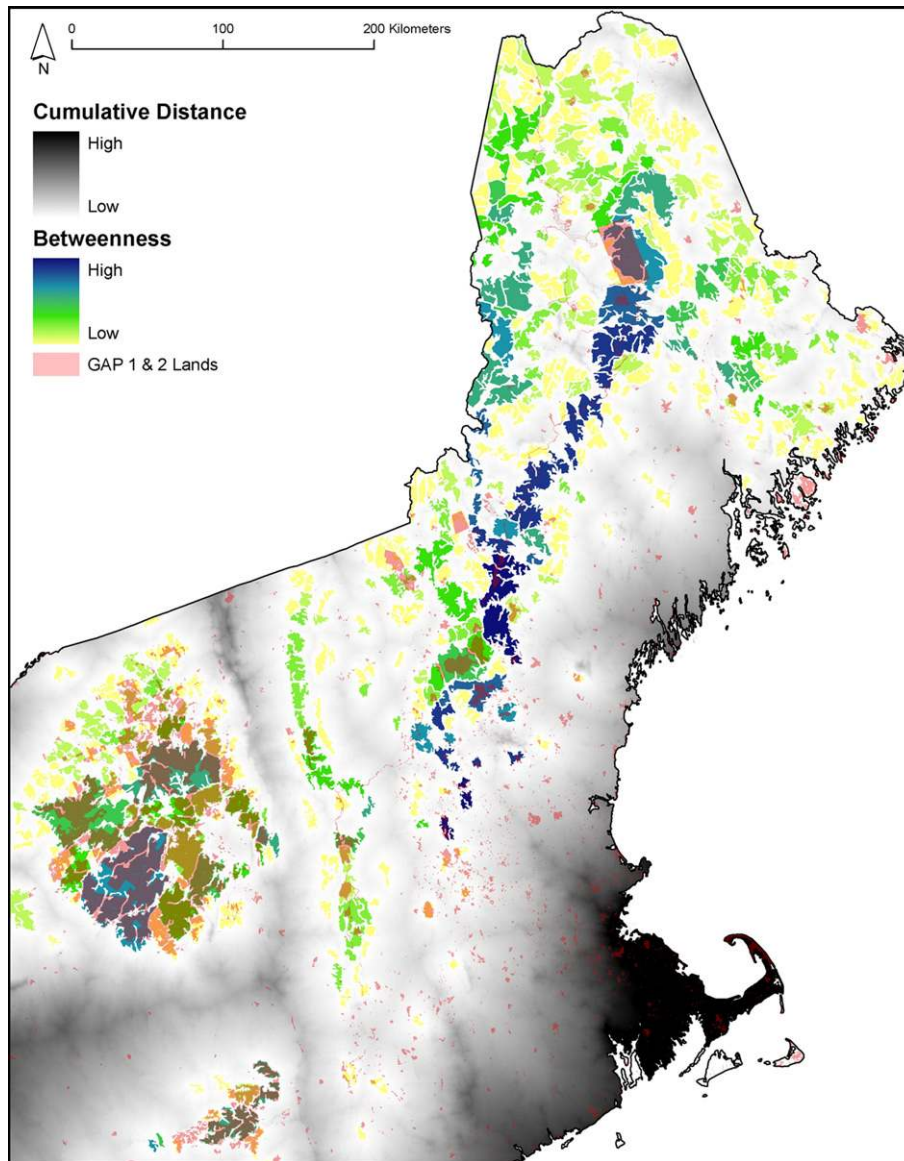 0 100 200 Kilometers
N
Cumulative Distance
High
Low
Betweenness
High
Low
GAP 1 & 2 Lands